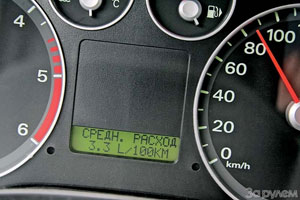 C
4
5
6
СРЕДН. РАСХОД
3.3 L/100KM
100
80
60
40
20
0
km/h
За рулем